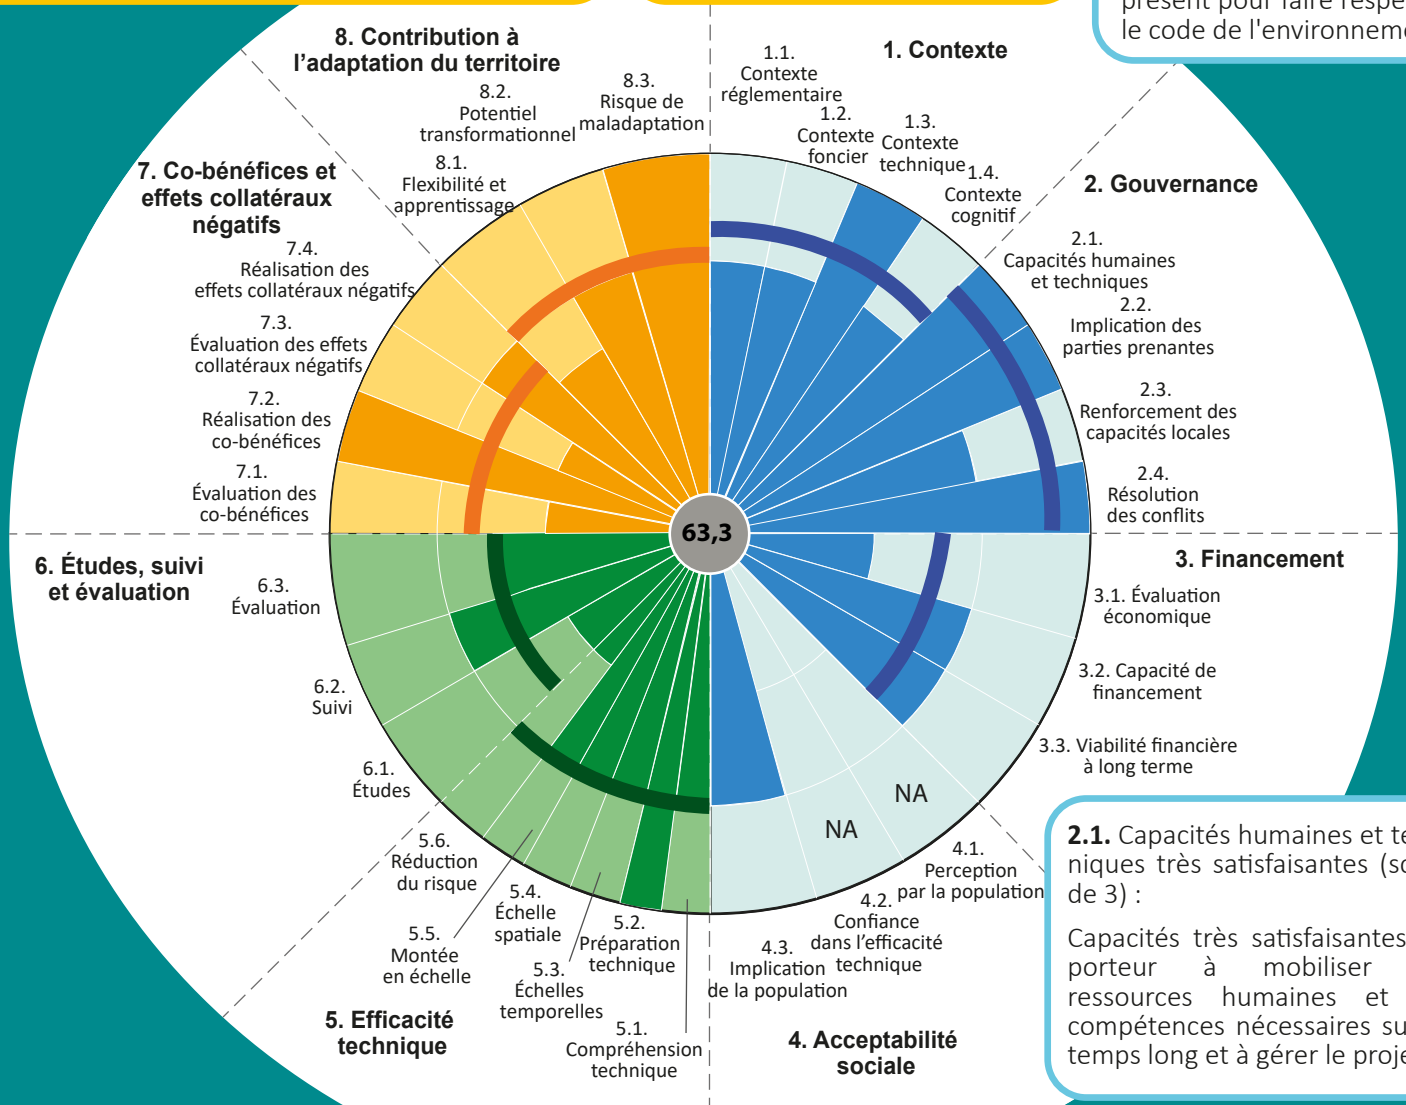 présent pour faire
le code de l'environnement
8. Contribution à
l'adaptation du territoire
1. Contexte
1.1.
Contexte
réglementaire
1.2.
Contexte
foncier
1.3.
Contexte
technique
1.4.
Contexte
cognitif
2. Gouvernance
2.1.
Capacités humaines
et techniques
2.2.
Implication des
parties prenantes
2.3.
Renforcement des
capacités locales
2.4.
Résolution
des conflits
3. Financement
3.1. Évaluation
économique
3.2. Capacité de
financement
3.3. Viabilité financière
à long terme
NA
NA
4.1.
Perception
par la population
4.2.
Confiance
dans l'efficacité
technique
4.3.
Implication
de la population
4. Acceptabilité
sociale
5.1.
Compréhension
technique
5.2.
Préparation
technique
5.3.
Échelles
temporelles
5.4.
Échelle
spatiale
5.5.
Montée
en échelle
5.6.
Réduction
du risque
5. Efficacité
technique
6.1.
Études
6.2.
Suivi
6.3.
Évaluation
6. Études, suivi
et évaluation
7.1.
Évaluation des
co-bénéfices
7.2.
Réalisation des
co-bénéfices
7.3.
Évaluation des effets
collatéraux négatifs
7.4.
Réalisation des
effets collatéraux négatifs
7. Co-bénéfices et
effets collatéraux
négatifs
8.1.
Flexibilité et
apprentissage
8.2.
Potentiel
transformationnel
8.3.
Risque de
maladaptation
63,3
2.1. Capacités humaines et
niques très satisfaisantes
de 3) :
Capacités très satisfaisantes
porteur à mobiliser
ressources humaines et
compétences nécessaires
temps long et à gérer le